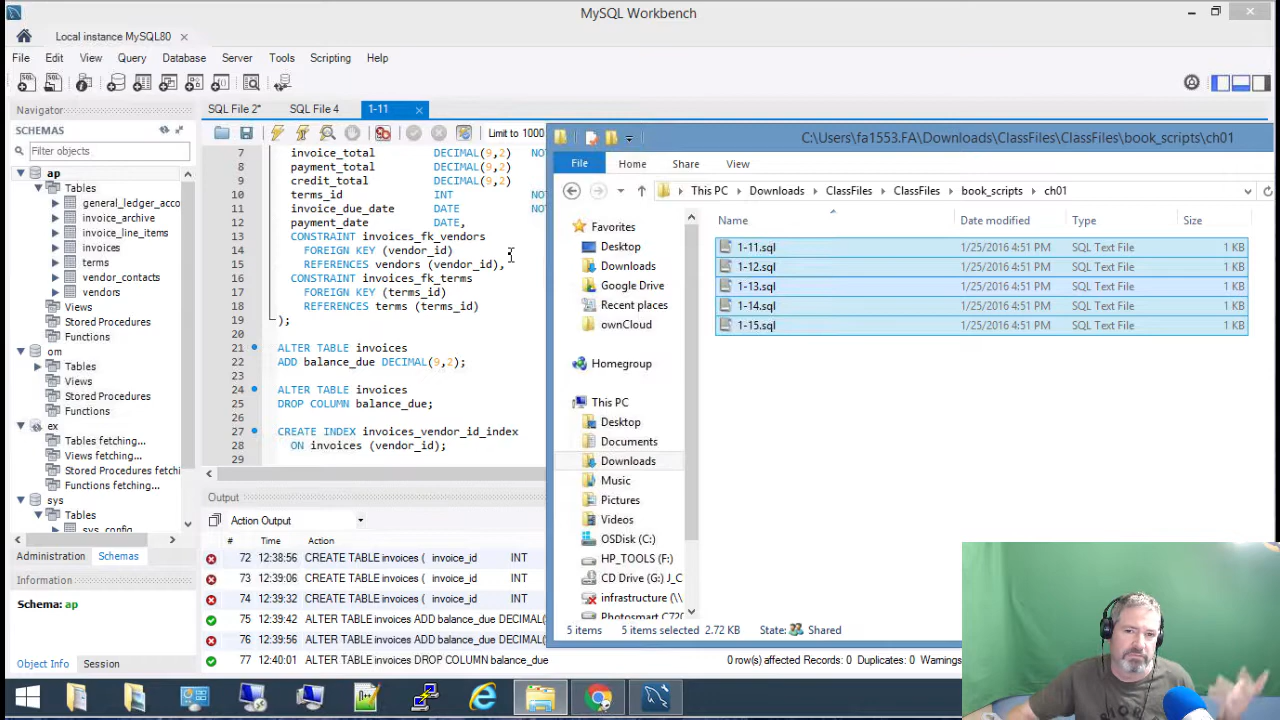 MySQL Workbench
Local instance MySQL80
File Edit View Query Database Server Tools Scripting Help
Navigator
SCHEMAS
Filter objects
ap
Tables
general_ledger_acco
invoice_archive
invoice_line_items
invoices
terms
vendor_contacts
vendors
Views
Stored Procedures
Functions
om
Tables
Views
Stored Procedures
Functions
ex
Tables fetching...
Views fetching...
Stored Procedures fetchi
Functions fetching...
sys
Tables
sys_config
Administration Schemas
Information
Schema: ap
Object Info Session
SQL File 2* SQL File 4 1-11
Limit to 1000
7 invoice_total DECIMAL(9,2) NOT
8 payment_total DECIMAL(9,2)
9 credit_total DECIMAL(9,2)
10 terms_id INT NOT
11 invoice_due_date DATE NOT
12 payment_date DATE,
13 CONSTRAINT invoices_fk_vendors
14 FOREIGN KEY (vendor_id)
15 REFERENCES vendors (vendor_id),
16 CONSTRAINT invoices_fk_terms
17 FOREIGN KEY (terms_id)
18 REFERENCES terms (terms_id)
19 );
20
21 ALTER TABLE invoices
22 ADD balance_due DECIMAL(9,2);
23
24 ALTER TABLE invoices
25 DROP COLUMN balance_due;
26
27 CREATE INDEX invoices_vendor_id_index
28 ON invoices (vendor_id);
29
Output
Action Output
# Time Action
72 12:38:56 CREATE TABLE invoices ( invoice_id INT
73 12:39:06 CREATE TABLE invoices ( invoice_id INT
74 12:39:32 CREATE TABLE invoices ( invoice_id INT
75 12:39:42 ALTER TABLE invoices ADD balance_due DECIMAL(
76 12:39:56 ALTER TABLE invoices ADD balance_due DECIMAL(
77 12:40:01 ALTER TABLE invoices DROP COLUMN balance_due 0 row(s) affected Records: 0 Duplicates: 0 Warnings
C:\Users\fa1553.FA\Downloads\ClassFiles\ClassFiles\book_scripts\ch01
File Home Share View
This PC Downloads ClassFiles ClassFiles book_scripts ch01
Favorites
Desktop
Downloads
Google Drive
Recent places
ownCloud
Homegroup
This PC
Desktop
Documents
Downloads
Music
Pictures
Videos
OSDisk (C:)
HP_TOOLS (F:)
CD Drive (G:) J_C
infrastructure (\\
Photosmart C72
Name Date modified Type Size
1-11.sql 1/25/2016 4:51 PM SQL Text File 1 KB
1-12.sql 1/25/2016 4:51 PM SQL Text File 1 KB
1-13.sql 1/25/2016 4:51 PM SQL Text File 1 KB
1-14.sql 1/25/2016 4:51 PM SQL Text File 1 KB
1-15.sql 1/25/2016 4:51 PM SQL Text File 1 KB
5 items 5 items selected 2.72 KB State: Shared